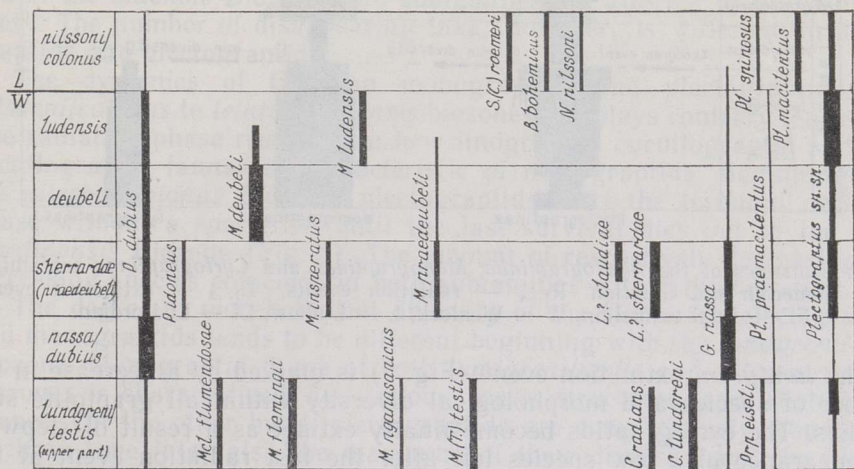 nilssoni/
colonus
L
W
ludensis
deubeli
sherrardae
(praedeubeli)
nassa/
dubius
lundgreni/
testis
(upper part)
P. dubius
P. idoneus
Mcl. flumendosae
M. deubeli
M. flemingi
M. insperatus
M. ludensis
M. praedeubeli
M. (T.) testis
S.(C.) roemeri
B. bohemicus
N. nilssoni
L. claudiae
? sherrardae
C. radians
C. lundgreni
G. nassa
Prp. eiseli
Pl. praemacilentus
Pl. spinosus
Pl. macilentus
Plectograptus sp. sp.